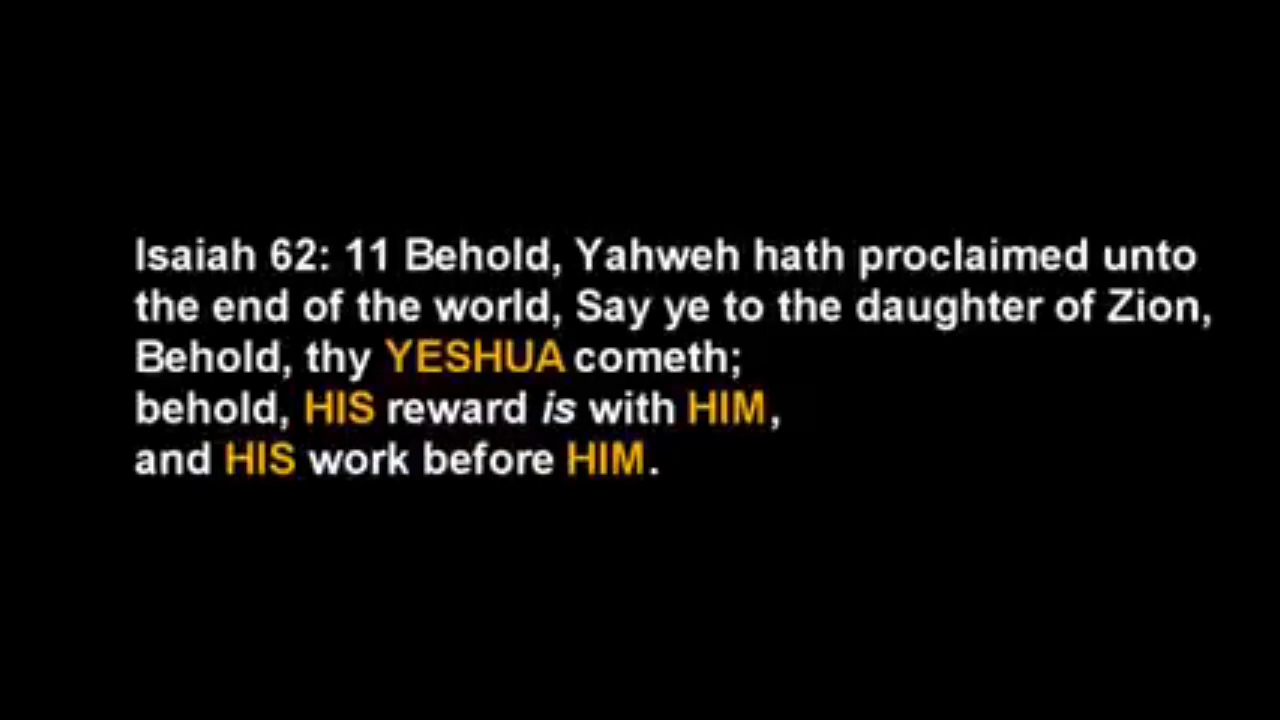 Isaiah 62: 11 Behold, Yahweh hath proclaimed unto
the end of the world, Say ye to the daughter of Zion,
Behold, thy YESHUA cometh;
behold, HIS reward is with HIM,
and HIS work before HIM.